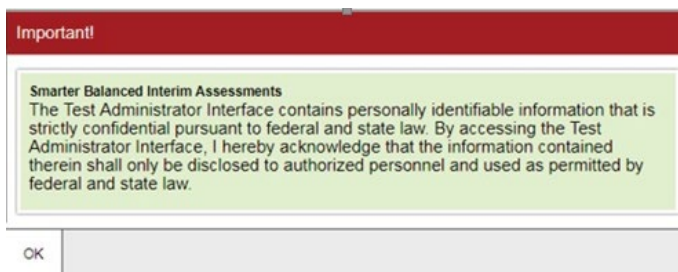 Important!
Smarter Balanced Interim Assessments
The Test Administrator Interface contains personally identifiable information that is
strictly confidential pursuant to federal and state law. By accessing the Test
Administrator Interface, I hereby acknowledge that the information contained
therein shall only be disclosed to authorized personnel and used as permitted by
federal and state law.
OK